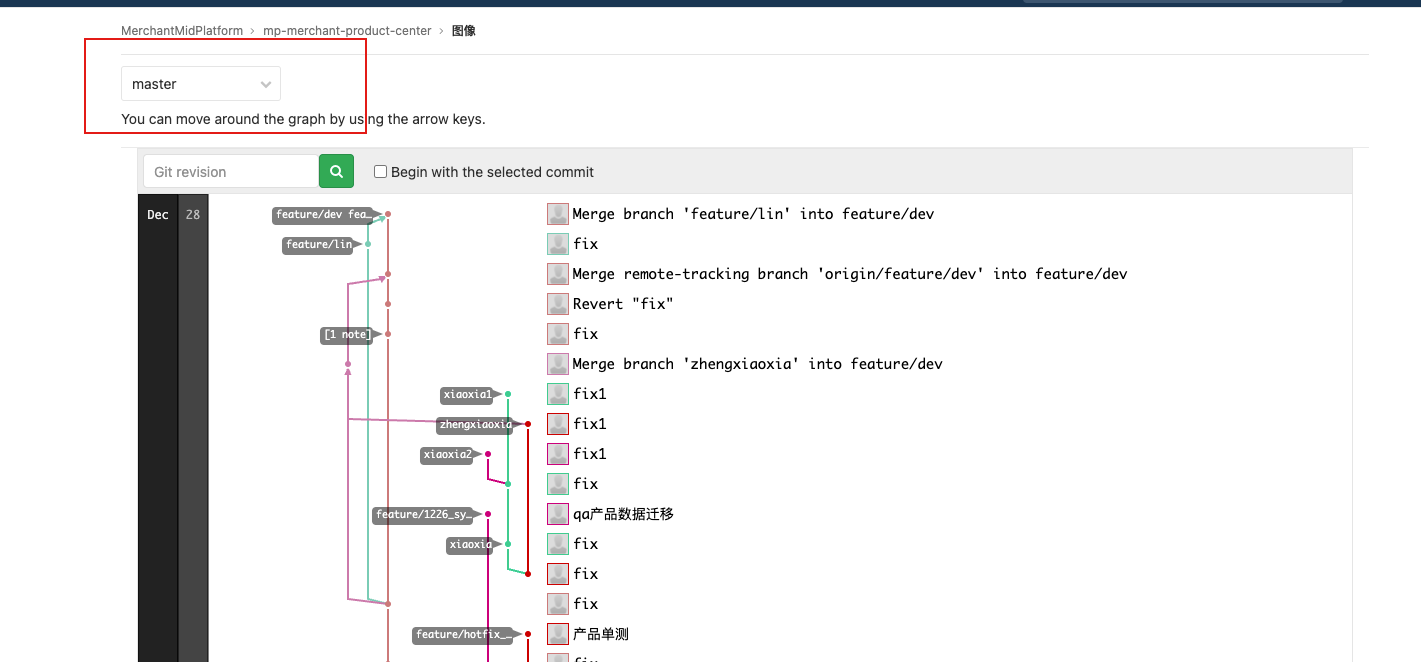 MerchantMidPlatform › mp-merchant-product-center › 图像
master
You can move around the graph by using the arrow keys.
Git revision
Begin with the selected commit
Dec 28
feature/dev fea… Merge branch 'feature/lin' into feature/dev
feature/lin fix
Merge remote-tracking branch 'origin/feature/dev' into feature/dev
Revert "fix"
[1 note] fix
Merge branch 'zhengxiaoxia' into feature/dev
xiaoxia1 fix1
zhengxiaoxia fix1
xiaoxia2 fix1
fix
feature/1226_sy… qa产品数据迁移
xiaoxia fix
fix
fix
feature/hotfix_… 产品单测
fix